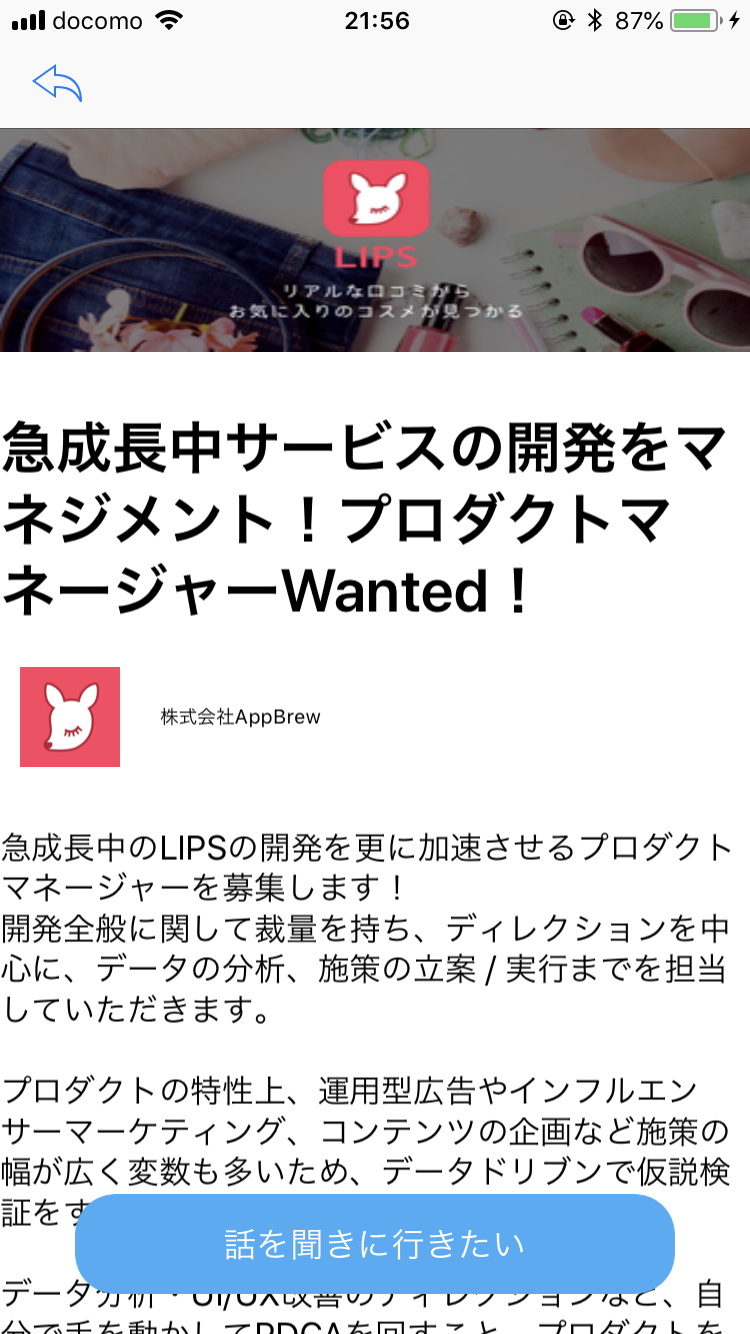 docomo 21:56 87%
LIPS
リアルな口コミから
お気に入りのコスメが見つかる
急成長中サービスの開発をマ
ネジメント！プロダクトマ
ネージャーWanted！
株式会社AppBrew
急成長中のLIPSの開発を更に加速させるプロダクト
マネージャーを募集します！
開発全般に関して裁量を持ち、ディレクションを中
心に、データの分析、施策の立案 / 実行までを担当
していただきます。
プロダクトの特性上、運用型広告やインフルエン
サーマーケティング、コンテンツの企画など施策の
幅が広く変数も多いため、データドリブンで仮説検
証をす
話を聞きに行きたい
データ分析・UI/UX改善のディレクションなど、自
分で手を動かしてPDCAを回すこと、プロダクトを